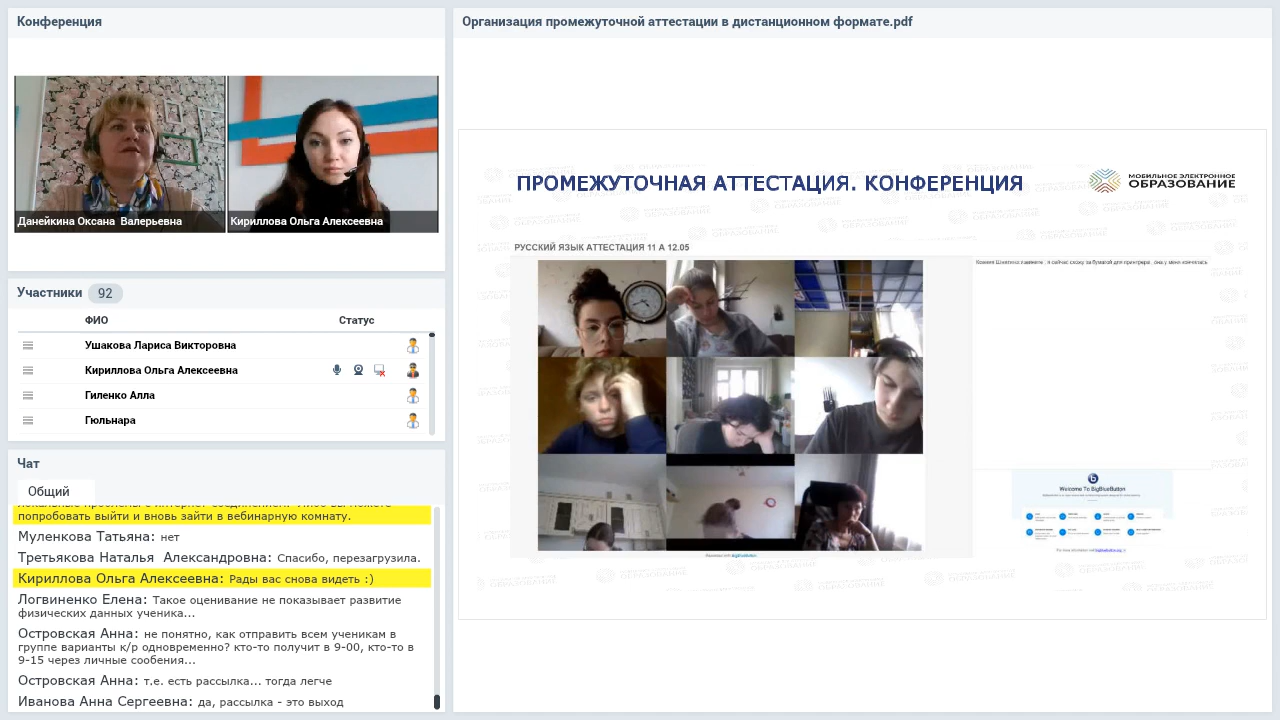 Конференция
Данейкина Оксана Валерьевна
Кириллова Ольга Алексеевна
Участники 92
ФИО Статус
Ушакова Лариса Викторовна
Кириллова Ольга Алексеевна
Гиленко Алла
Гюльнара
Чат
Общий
попробовать выйти и вновь зайти в вебинарную комнату.
Муленкова Татьяна: нет
Третьякова Наталья Александровна: Спасибо, перезагрузила.
Кириллова Ольга Алексеевна: Рады вас снова видеть :)
Лозвиненко Елена: Такое оценивание не показывает развитие
физических данных ученика...
Островская Анна: не понятно, как отправить всем ученикам в
группе варианты к/р одновременно? кто-то получит в 9-00, кто-то в
9-15 через личные сообения...
Островская Анна: т.е. есть рассылка... тогда легче
Иванова Анна Сергеевна: да, рассылка - это выход
Организация промежуточной аттестации в дистанционном формате.pdf
ПРОМЕЖУТОЧНАЯ АТТЕСТАЦИЯ. КОНФЕРЕНЦИЯ
МОБИЛЬНОЕ ЭЛЕКТРОННОЕ
ОБРАЗОВАНИЕ
РУССКИЙ ЯЗЫК АТТЕСТАЦИЯ 11 А 12.05
Welcome To BigBlueButton